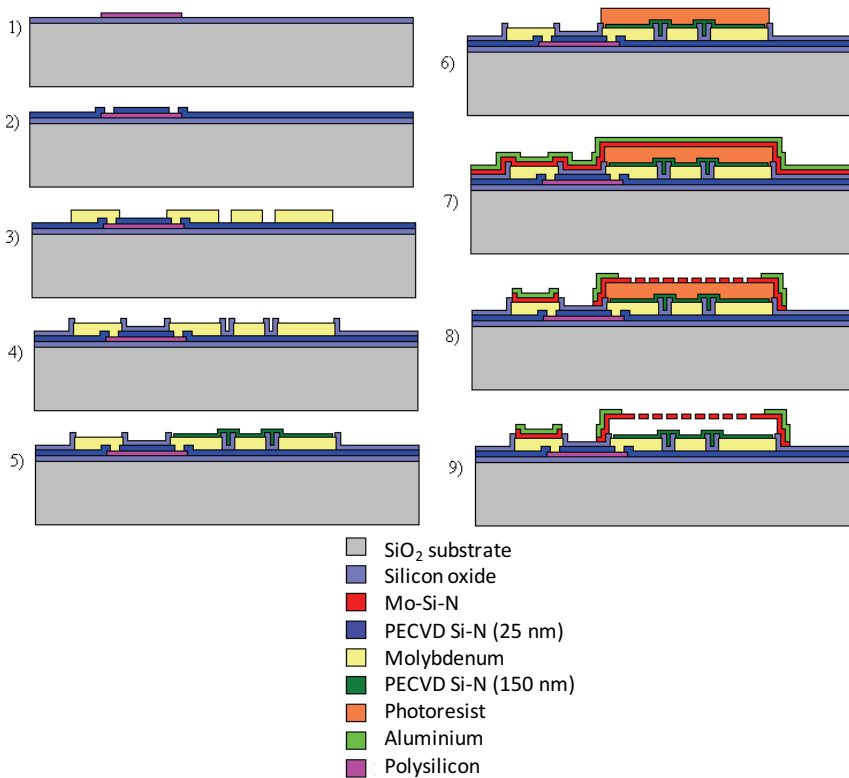 1)
2)
3)
4)
5)
6)
7)
8)
9)
SiO₂ substrate
Silicon oxide
Mo-Si-N
PECVD Si-N (25 nm)
Molybdenum
PECVD Si-N (150 nm)
Photoresist
Aluminium
Polysilicon